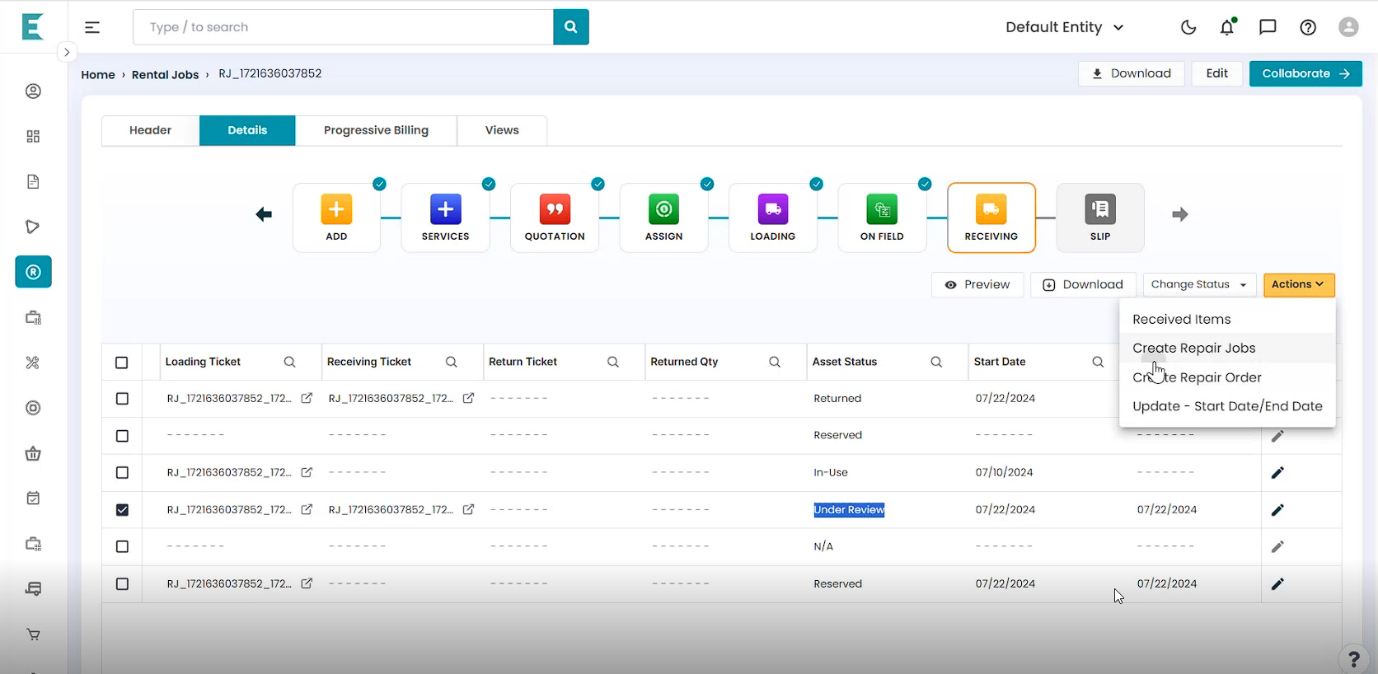 Type / to search
Default Entity
Home › Rental Jobs › RJ_1721636037852
Download
Edit
Collaborate →
Header
Details
Progressive Billing
Views
ADD
SERVICES
QUOTATION
ASSIGN
LOADING
ON FIELD
RECEIVING
SLIP
Preview
Download
Change Status
Actions
Received Items
Create Repair Jobs
Create Repair Order
Update - Start Date/End Date
Loading Ticket Receiving Ticket Return Ticket Returned Qty Asset Status Start Date
RJ_1721636037852_172... RJ_1721636037852_172... - - - - - - - - - - - - - - Returned 07/22/2024
- - - - - - - - - - - - - - - - - - - - - - - - - - - - Reserved - - - - - - - - - - - - - -
RJ_1721636037852_172... - - - - - - - - - - - - - - - - - - - - - In-Use 07/10/2024 - - - - - - -
RJ_1721636037852_172... RJ_1721636037852_172... - - - - - - - - - - - - - - Under Review 07/22/2024 07/22/2024
- - - - - - - - - - - - - - - - - - - - - - - - - - - - N/A - - - - - - - - - - - - - -
RJ_1721636037852_172... - - - - - - - - - - - - - - - - - - - - - Reserved 07/22/2024 07/22/2024